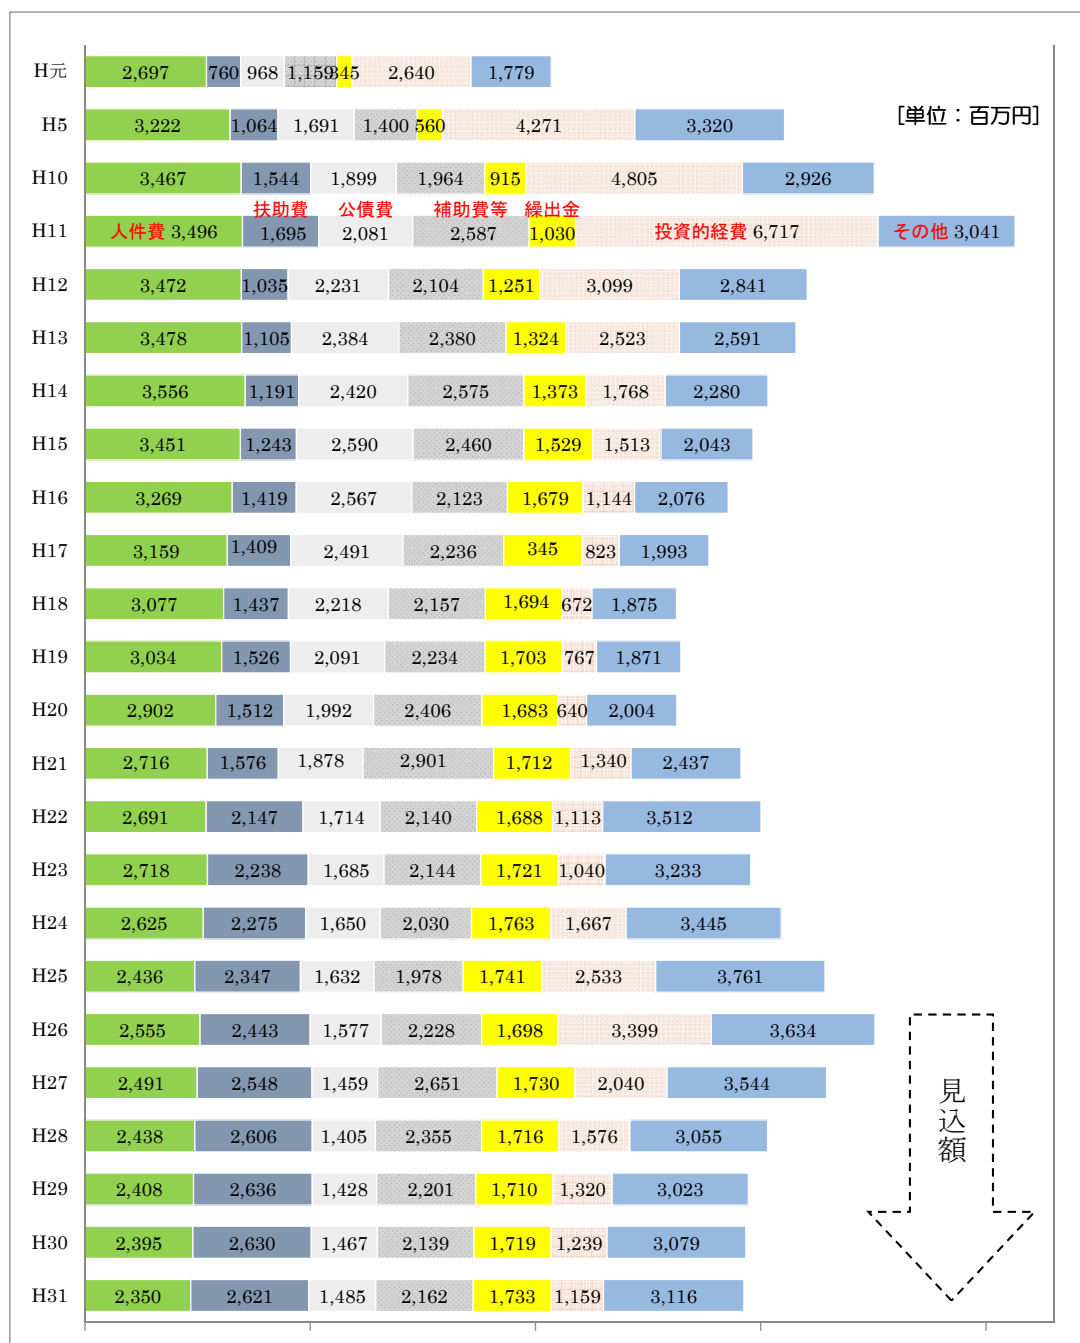 H元 2,697 760 968 1,159 345 2,640 1,779
[単位：百万円]
H5 3,222 1,064 1,691 1,400 560 4,271 3,320
H10 3,467 1,544 1,899 1,964 915 4,805 2,926
扶助費 公債費 補助費等 繰出金
H11 人件費 3,496 1,695 2,081 2,587 1,030 投資的経費 6,717 その他 3,041
H12 3,472 1,035 2,231 2,104 1,251 3,099 2,841
H13 3,478 1,105 2,384 2,380 1,324 2,523 2,591
H14 3,556 1,191 2,420 2,575 1,373 1,768 2,280
H15 3,451 1,243 2,590 2,460 1,529 1,513 2,043
H16 3,269 1,419 2,567 2,123 1,679 1,144 2,076
H17 3,159 1,409 2,491 2,236 345 823 1,993
H18 3,077 1,437 2,218 2,157 1,694 672 1,875
H19 3,034 1,526 2,091 2,234 1,703 767 1,871
H20 2,902 1,512 1,992 2,406 1,683 640 2,004
H21 2,716 1,576 1,878 2,901 1,712 1,340 2,437
H22 2,691 2,147 1,714 2,140 1,688 1,113 3,512
H23 2,718 2,238 1,685 2,144 1,721 1,040 3,233
H24 2,625 2,275 1,650 2,030 1,763 1,667 3,445
H25 2,436 2,347 1,632 1,978 1,741 2,533 3,761
H26 2,555 2,443 1,577 2,228 1,698 3,399 3,634
H27 2,491 2,548 1,459 2,651 1,730 2,040 3,544
見込額
H28 2,438 2,606 1,405 2,355 1,716 1,576 3,055
H29 2,408 2,636 1,428 2,201 1,710 1,320 3,023
H30 2,395 2,630 1,467 2,139 1,719 1,239 3,079
H31 2,350 2,621 1,485 2,162 1,733 1,159 3,116